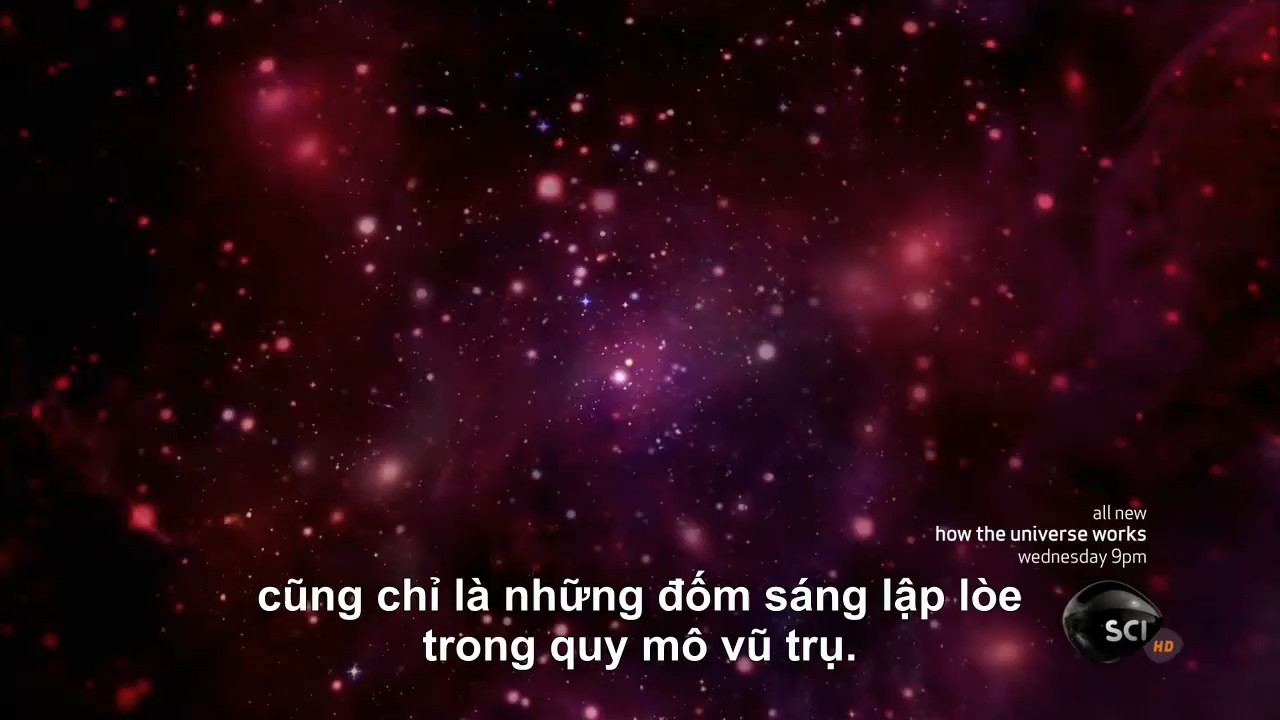 all new
how the universe works
wednesday 9pm
cũng chỉ là những đốm sáng lập lòe
trong quy mô vũ trụ.
SCI
HD